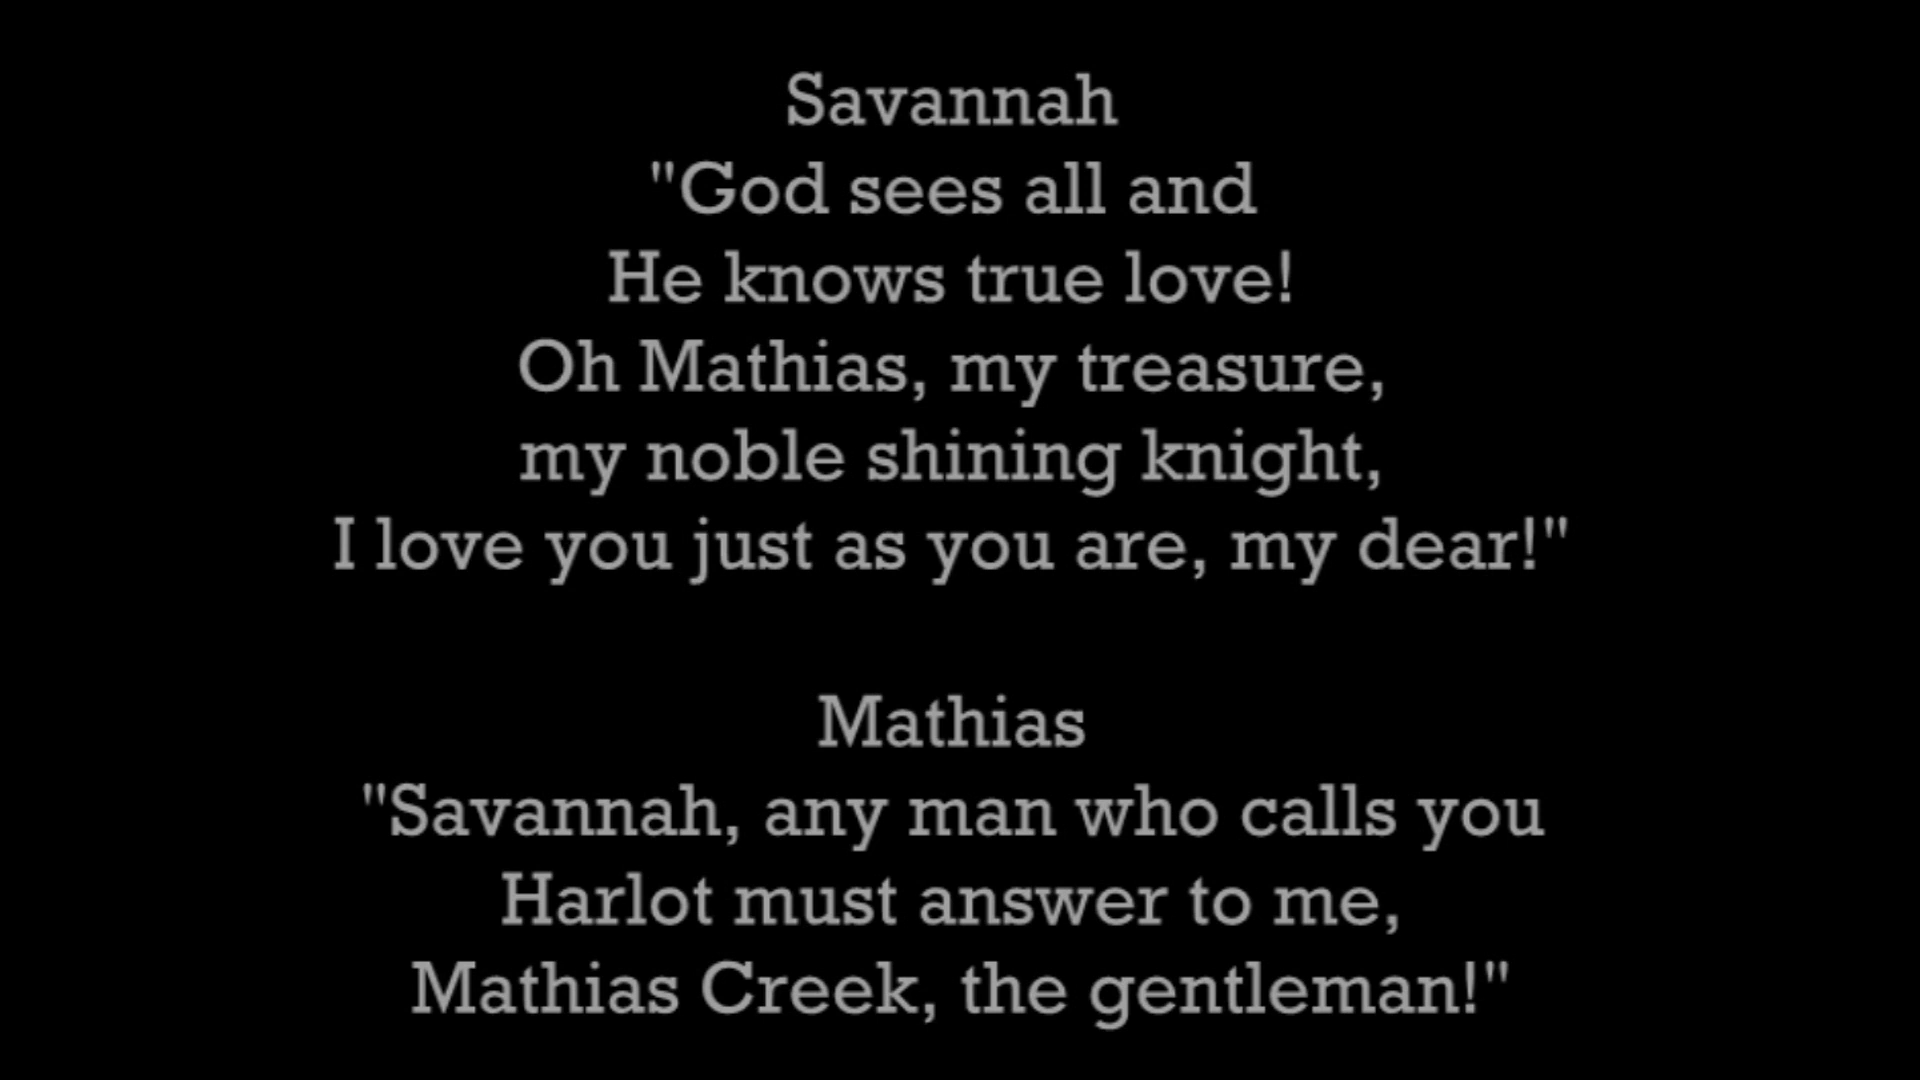 Savannah
"God sees all and
He knows true love!
Oh Mathias, my treasure,
my noble shining knight,
I love you just as you are, my dear!"
Mathias
"Savannah, any man who calls you
Harlot must answer to me,
Mathias Creek, the gentleman!"